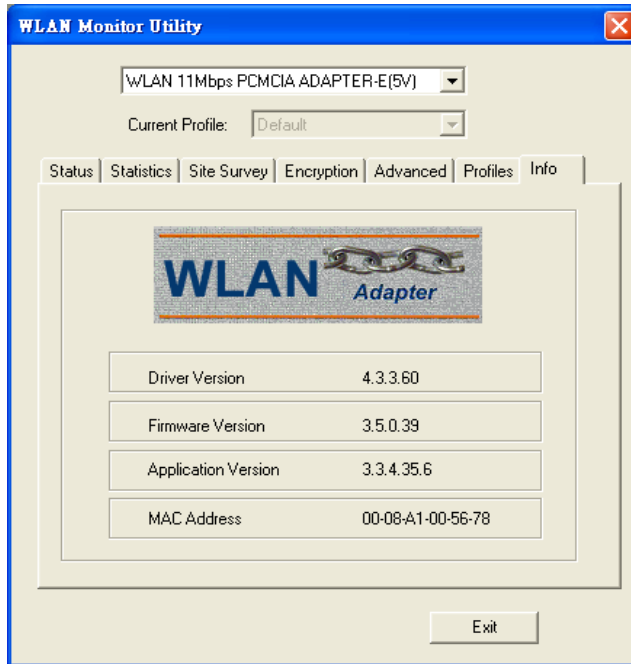 WLAN Monitor Utility
WLAN 11Mbps PCMCIA ADAPTER-E(5V)
Current Profile: Default
Status Statistics Site Survey Encryption Advanced Profiles Info
WLAN
Adapter
Driver Version 4.3.3.60
Firmware Version 3.5.0.39
Application Version 3.3.4.35.6
MAC Address 00-08-A1-00-56-78
Exit